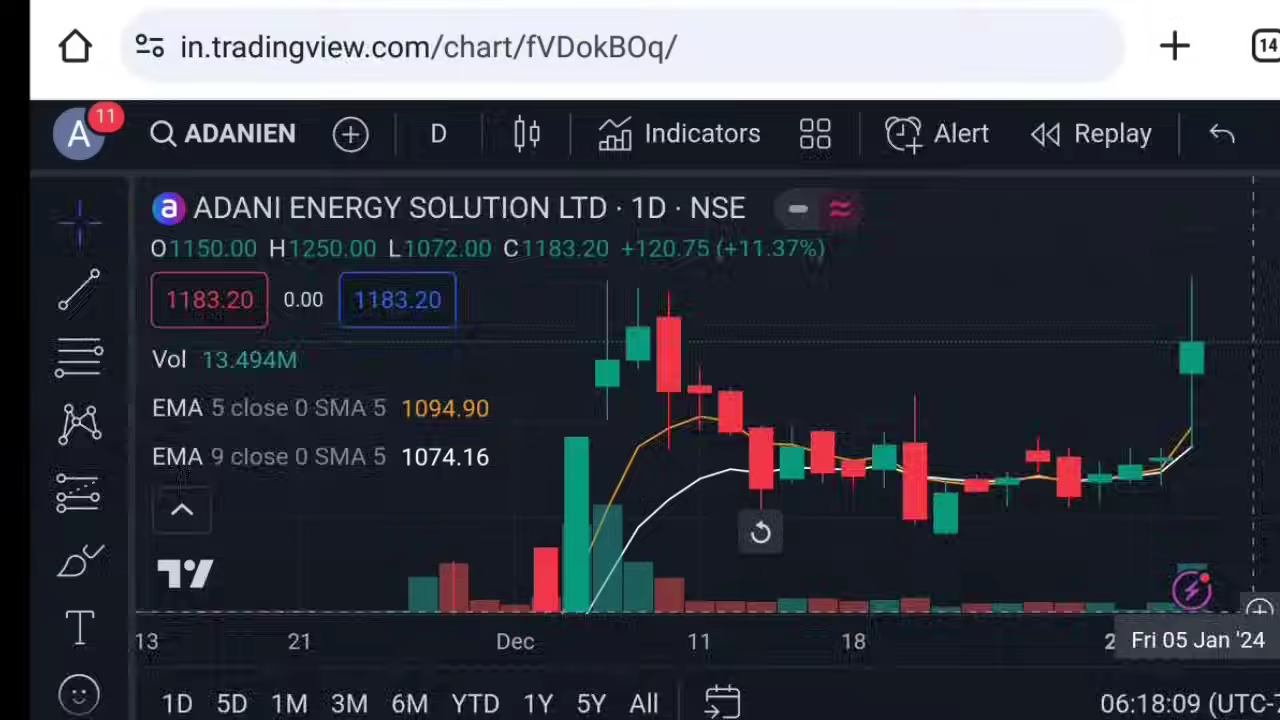 in.tradingview.com/chart/fVDokBOq/
14
A
11
ADANIEN
D
Indicators
Alert
Replay
a
ADANI ENERGY SOLUTION LTD · 1D · NSE
O1150.00 H1250.00 L1072.00 C1183.20 +120.75 (+11.37%)
1183.20
0.00
1183.20
Vol 13.494M
EMA 5 close 0 SMA 5 1094.90
EMA 9 close 0 SMA 5 1074.16
13
21
Dec
11
18
Fri 05 Jan '24
1D 5D 1M 3M 6M YTD 1Y 5Y All
06:18:09 (UTC-